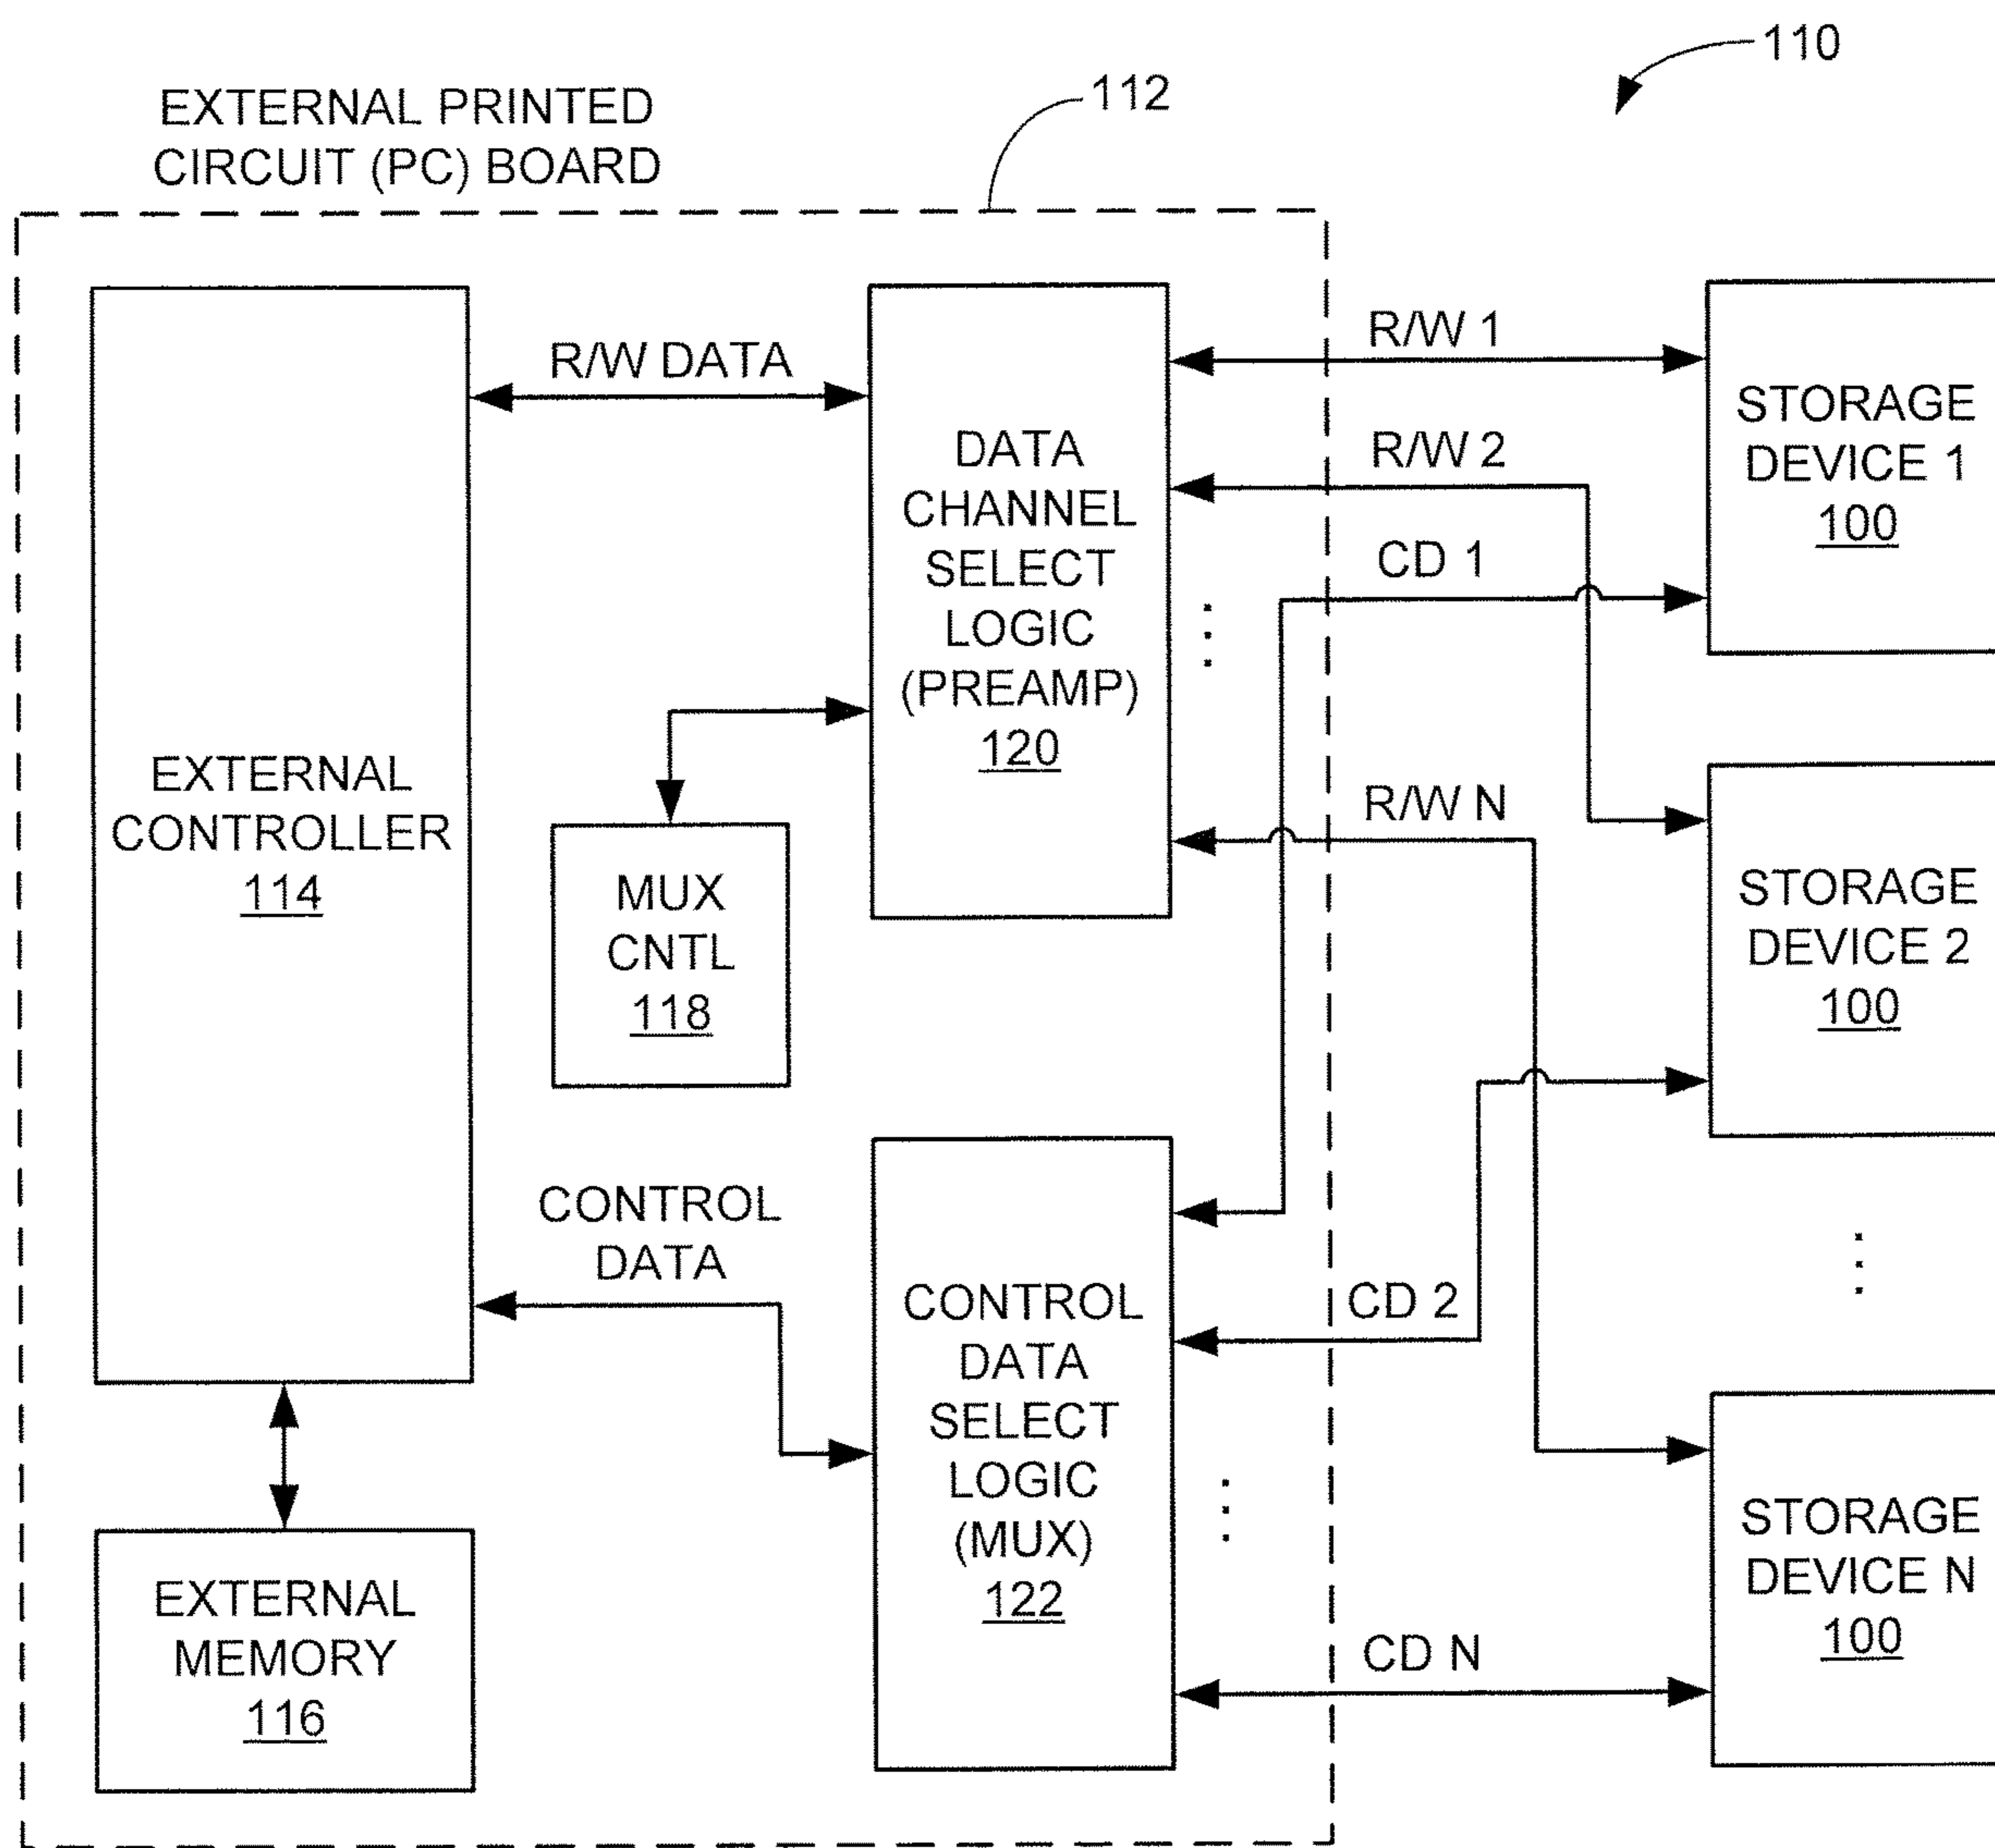 110
EXTERNAL PRINTED
CIRCUIT (PC) BOARD
112
EXTERNAL
CONTROLLER
114
R/W DATA
DATA
CHANNEL
SELECT
LOGIC
(PREAMP)
120
MUX
CNTL
118
CONTROL
DATA
CONTROL
DATA
SELECT
LOGIC
(MUX)
122
EXTERNAL
MEMORY
116
R/W 1
R/W 2
CD 1
R/W N
CD 2
CD N
STORAGE
DEVICE 1
100
STORAGE
DEVICE 2
100
STORAGE
DEVICE N
100